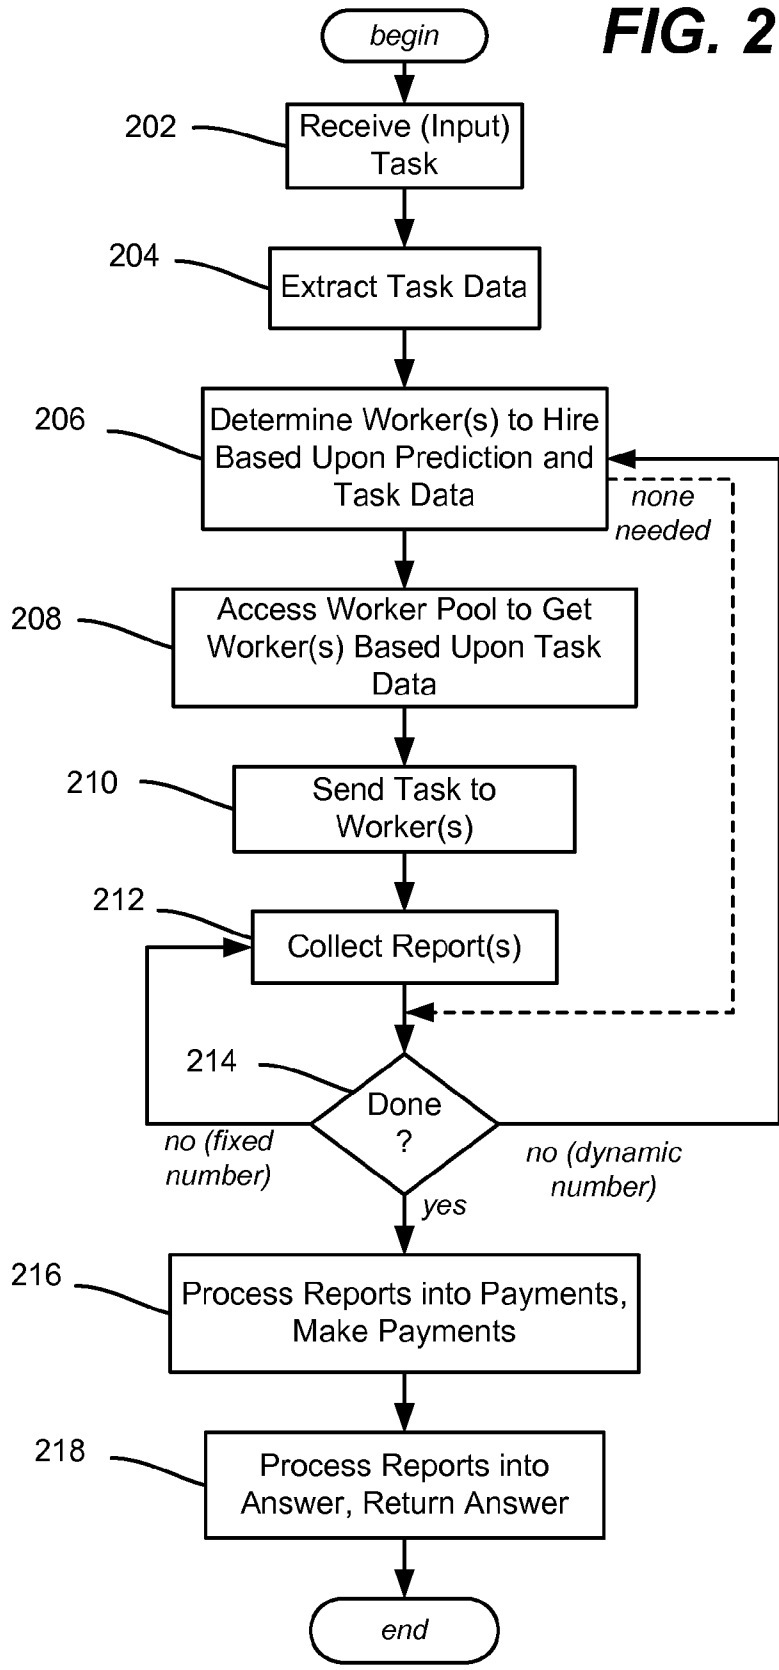 begin
FIG. 2
202
Receive (Input)
Task
204
Extract Task Data
206
Determine Worker(s) to Hire
Based Upon Prediction and
Task Data
none
needed
208
Access Worker Pool to Get
Worker(s) Based Upon Task
Data
210
Send Task to
Worker(s)
212
Collect Report(s)
214
Done
?
no (fixed
number)
no (dynamic
number)
yes
216
Process Reports into Payments,
Make Payments
218
Process Reports into
Answer, Return Answer
end